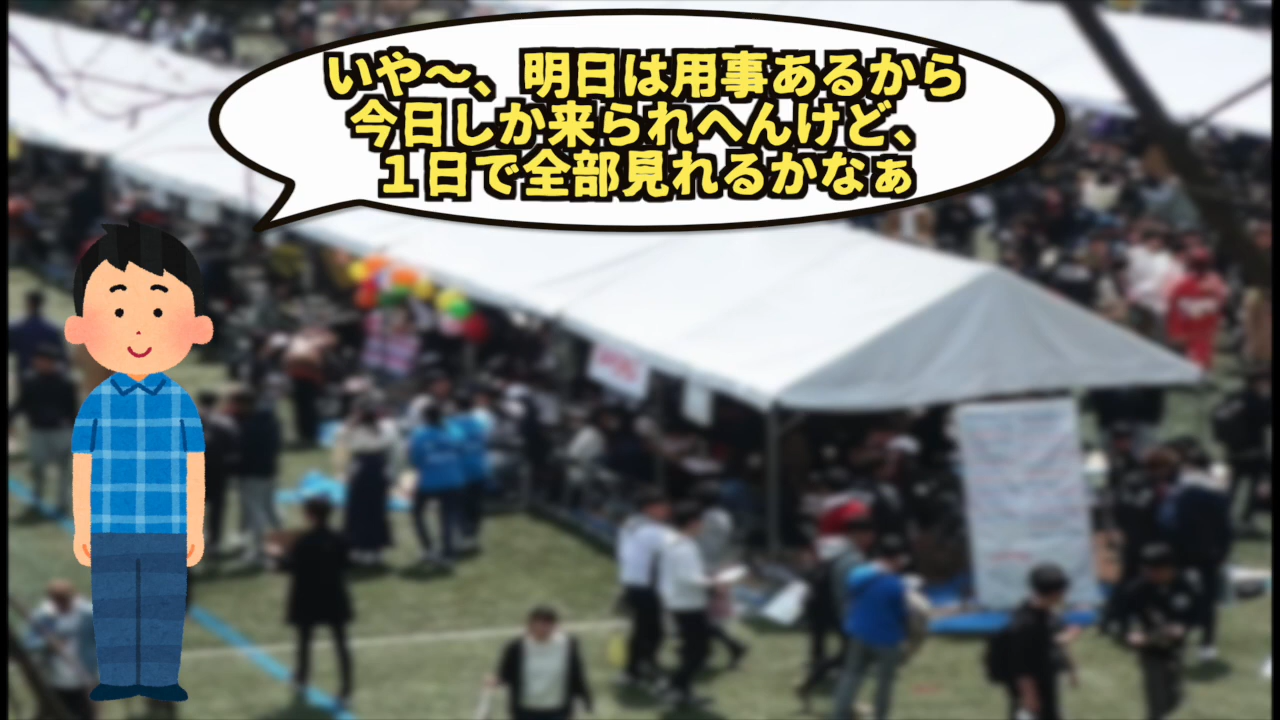 いや～、明日は用事あるから
今日しか来られへんけど、
１日で全部見れるかなぁ